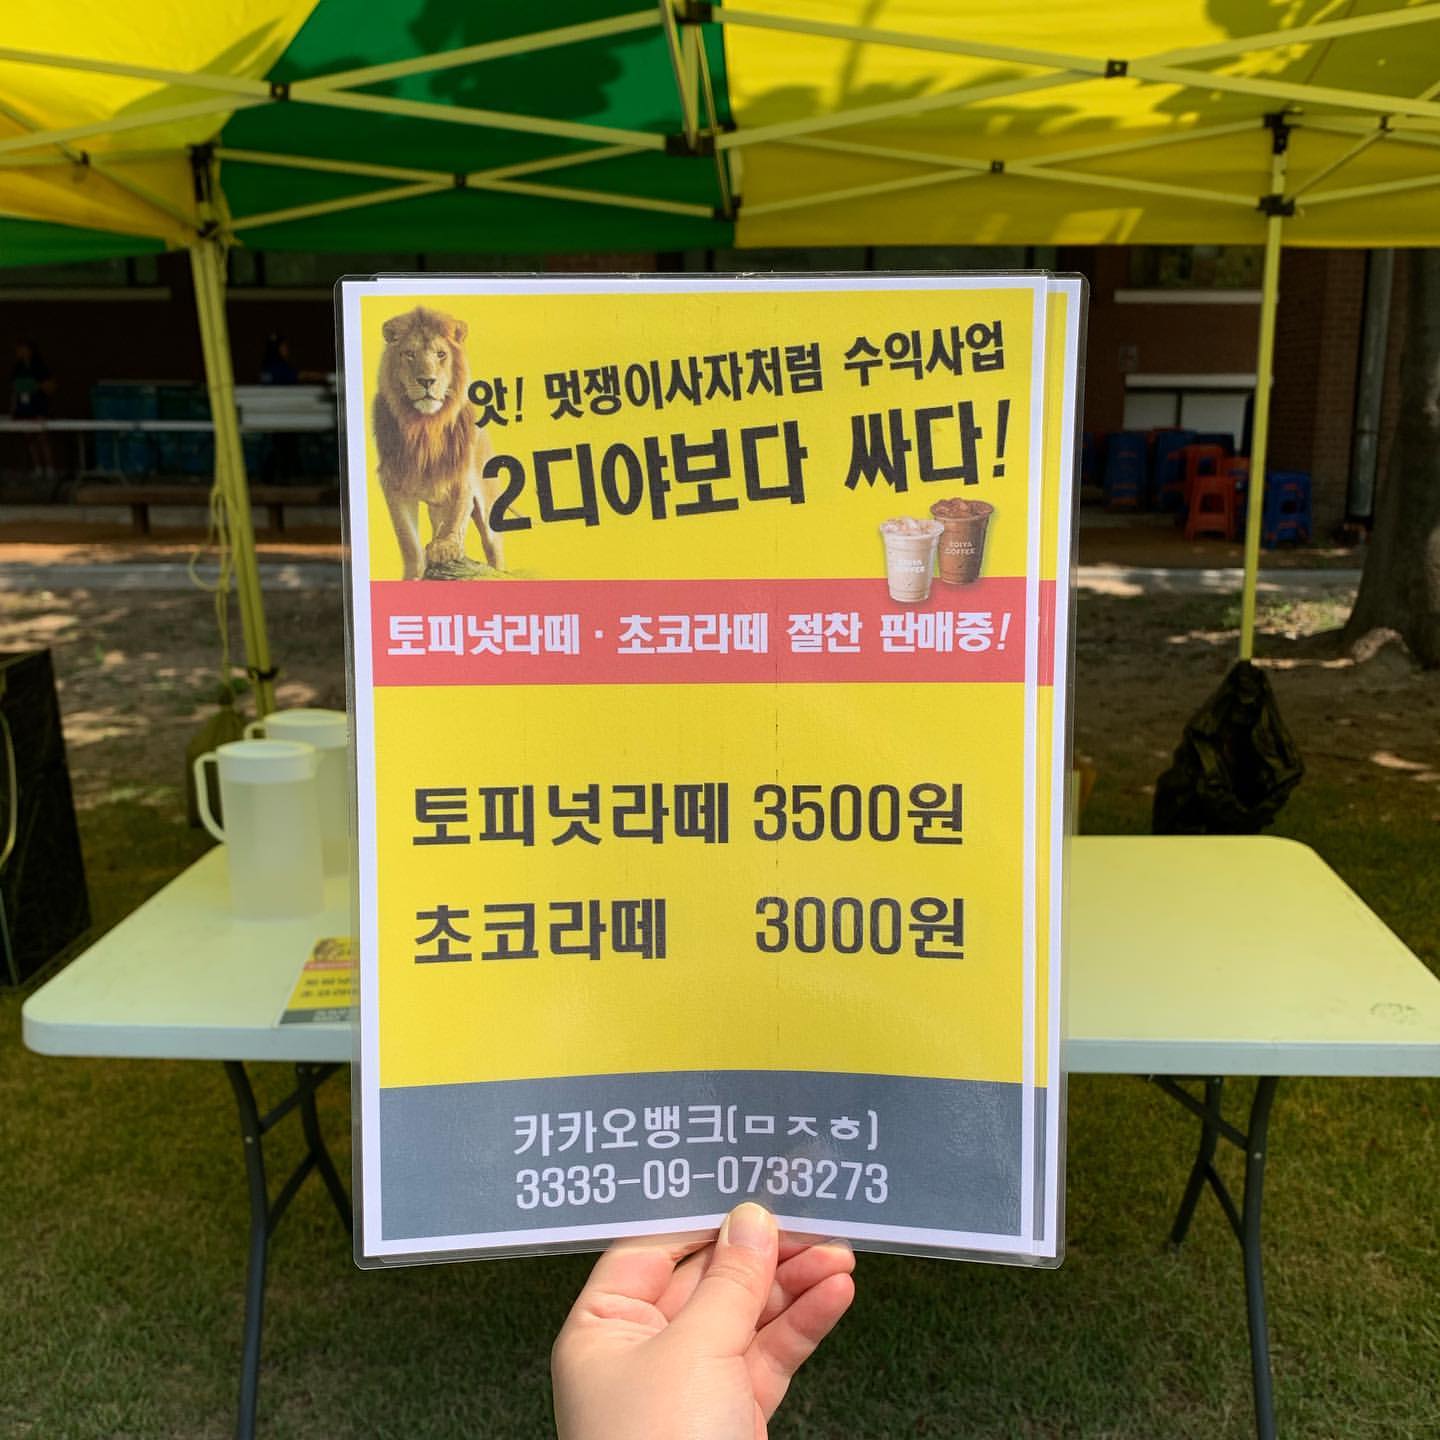 앗! 멋쟁이사자처럼 수익사업
2디야보다 싸다!
EDIYA
COFFEE
EDIYA
COFFEE
토피넛라떼 · 초코라떼 절찬 판매중!
토피넛라떼 3500원
초코라떼 3000원
카카오뱅크(ㅁㅈㅎ)
3333-09-0733273